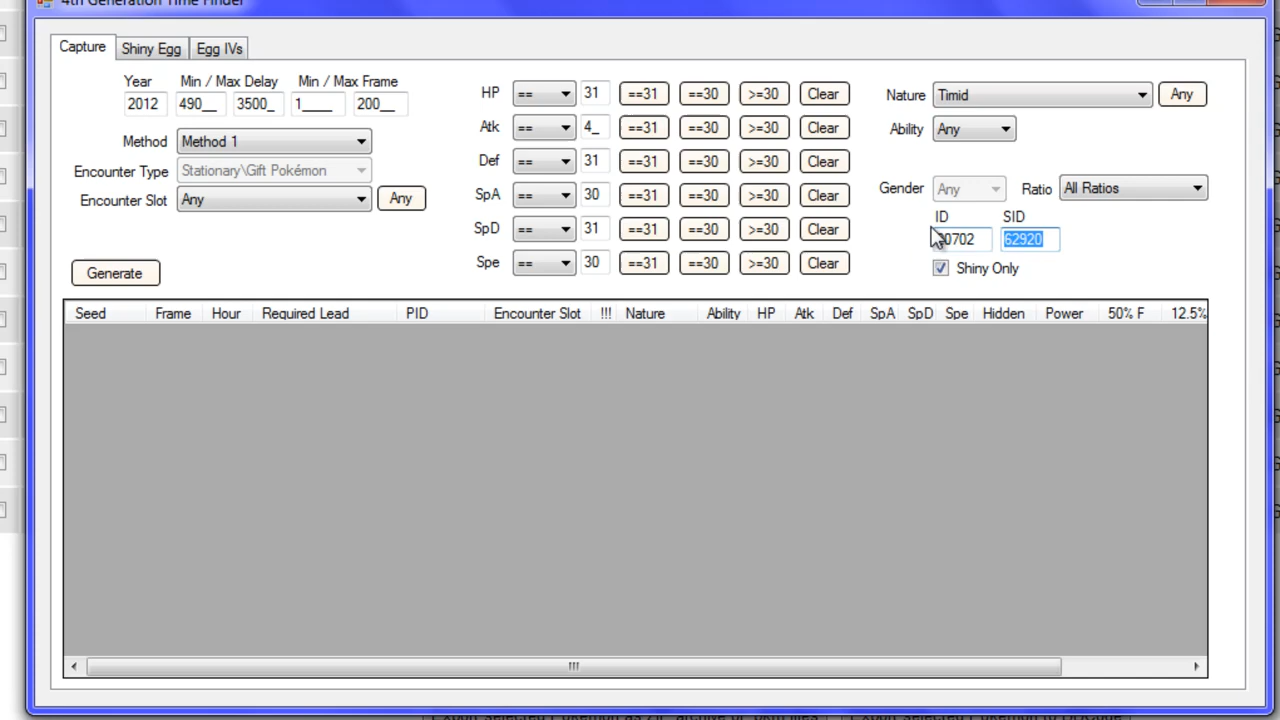 4th Generation Time Finder
Capture Shiny Egg Egg IVs
Year Min / Max Delay Min / Max Frame
2012 490__ 3500_ 1____ 200__
Method Method 1
Encounter Type Stationary\Gift Pokémon
Encounter Slot Any Any
Generate
HP == 31 ==31 ==30 >=30 Clear
Atk == 4_ ==31 ==30 >=30 Clear
Def == 31 ==31 ==30 >=30 Clear
SpA == 30 ==31 ==30 >=30 Clear
SpD == 31 ==31 ==30 >=30 Clear
Spe == 30 ==31 ==30 >=30 Clear
Nature Timid Any
Ability Any
Gender Any Ratio All Ratios
ID SID
62920
Shiny Only
Seed Frame Hour Required Lead PID Encounter Slot !!! Nature Ability HP Atk Def SpA SpD Spe Hidden Power 50% F 12.5%